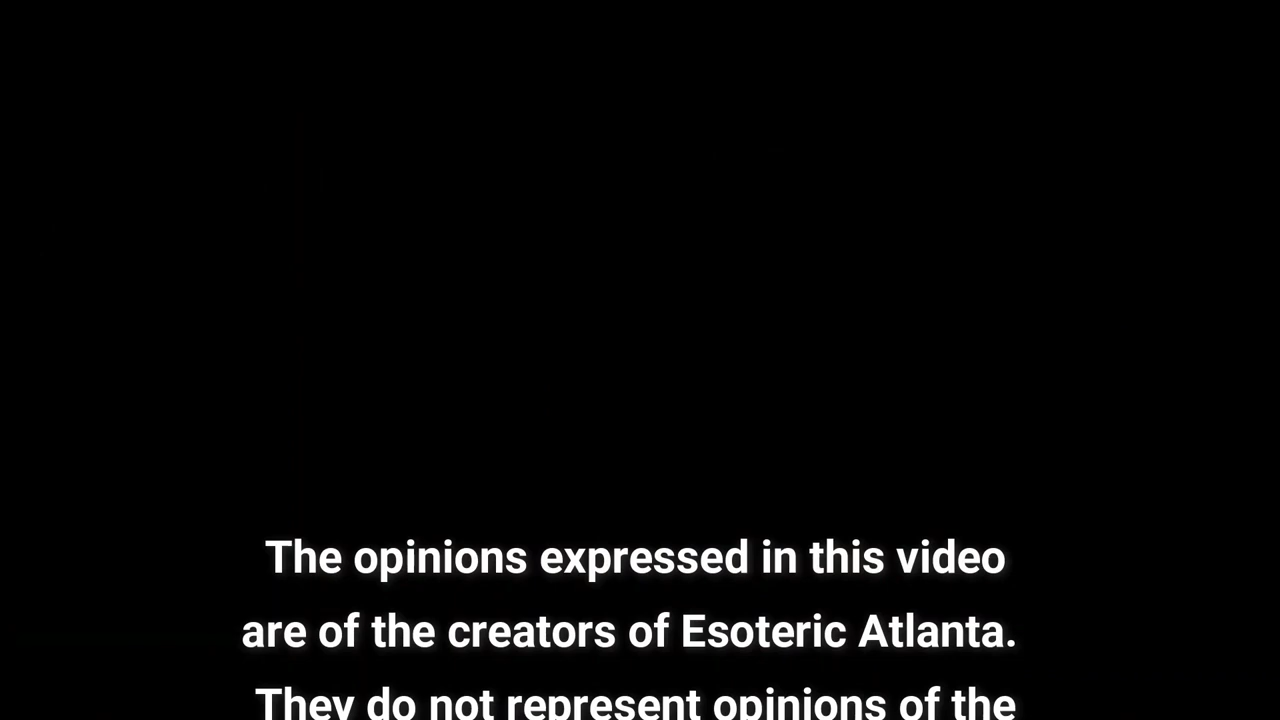 The opinions expressed in this video
are of the creators of Esoteric Atlanta.
They do not represent opinions of the